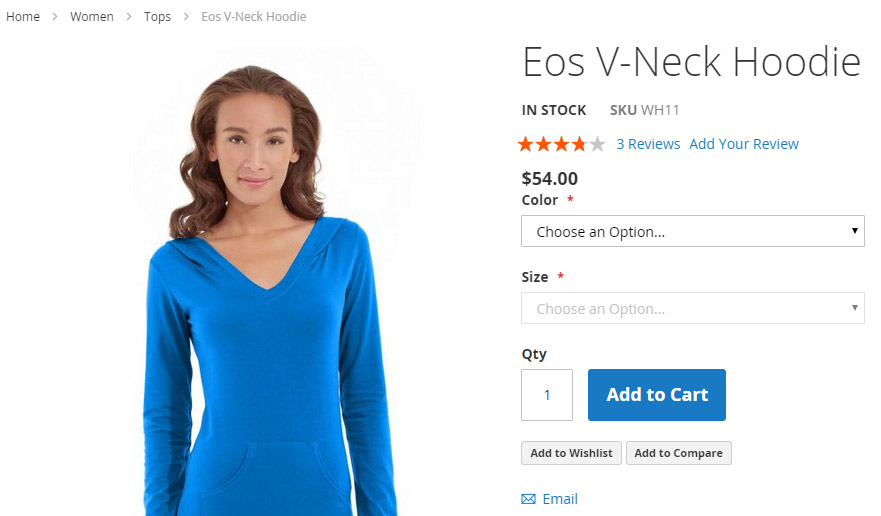 Home > Women > Tops > Eos V-Neck Hoodie
Eos V-Neck Hoodie
IN STOCK SKU WH11
3 Reviews Add Your Review
$54.00
Color *
Choose an Option...
Size *
Choose an Option...
Qty
1 Add to Cart
Add to Wishlist Add to Compare
Email